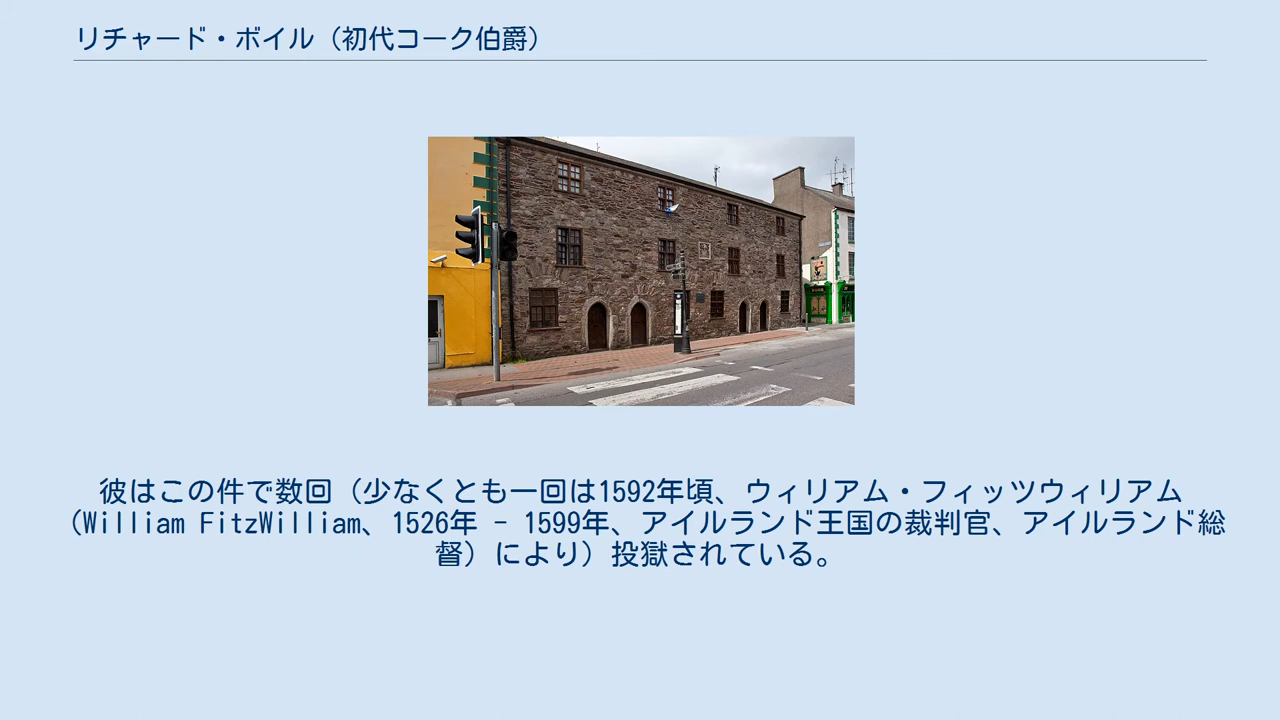 リチャード・ボイル（初代コーク伯爵）
彼はこの件で数回（少なくとも一回は1592年頃、ウィリアム・フィッツウィリアム
（William FitzWilliam、1526年 - 1599年、アイルランド王国の裁判官、アイルランド総
督）により）投獄されている。